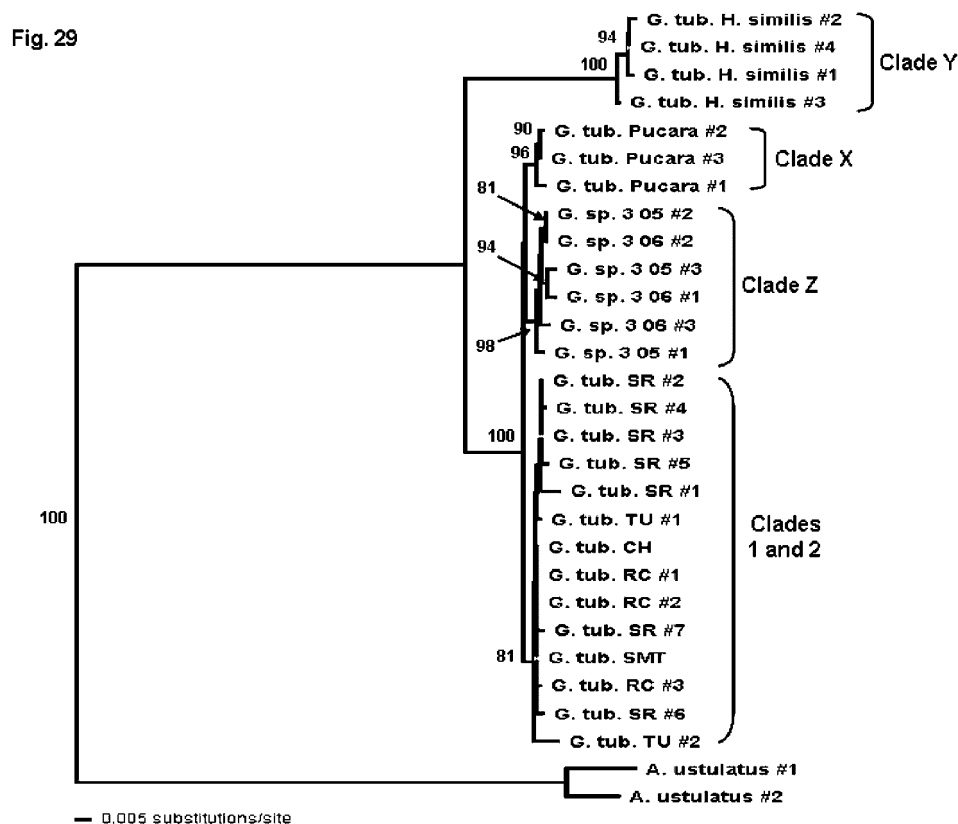 Fig. 29
G. tub. H. similis #2
94
G. tub. H. similis #4
Clade Y
100
G. tub. H. similis #1
G. tub. H. similis #3
90
G. tub. Pucara #2
96
G. tub. Pucara #3
Clade X
81
G. tub. Pucara #1
G. sp. 3 05 #2
94
G. sp. 3 06 #2
G. sp. 3 05 #3
Clade Z
G. sp. 3 06 #1
98
G. sp. 3 06 #3
G. sp. 3 05 #1
G. tub. SR #2
G. tub. SR #4
100
G. tub. SR #3
G. tub. SR #5
G. tub. SR #1
100
G. tub. TU #1
Clades
1 and 2
G. tub. CH
G. tub. RC #1
G. tub. RC #2
G. tub. SR #7
81
G. tub. SMT
G. tub. RC #3
G. tub. SR #6
G. tub. TU #2
A. ustulatus #1
A. ustulatus #2
0.005 substitutions/site